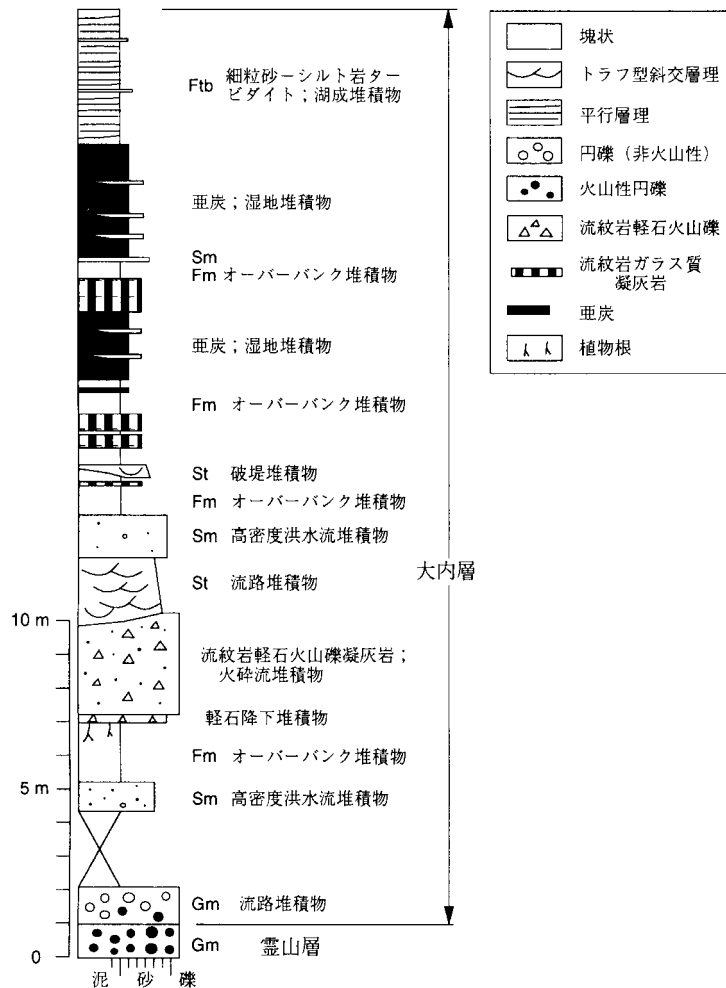 Ftb
細粒砂－シルト岩ター
ビダイト；湖成堆積物
亜炭；湿地堆積物
Sm
Fm オーバーバンク堆積物
亜炭；湿地堆積物
Fm オーバーバンク堆積物
St 破堤堆積物
Fm オーバーバンク堆積物
Sm 高密度洪水流堆積物
St 流路堆積物
流紋岩軽石火山礫凝灰岩；
火砕流堆積物
軽石降下堆積物
Fm オーバーバンク堆積物
Sm 高密度洪水流堆積物
Gm 流路堆積物
Gm 霊山層
大内層
10 m
5 m
0
泥 砂 礫
塊状
トラフ型斜交層理
平行層理
円礫（非火山性）
火山性円礫
流紋岩軽石火山礫
流紋岩ガラス質
凝灰岩
亜炭
植物根